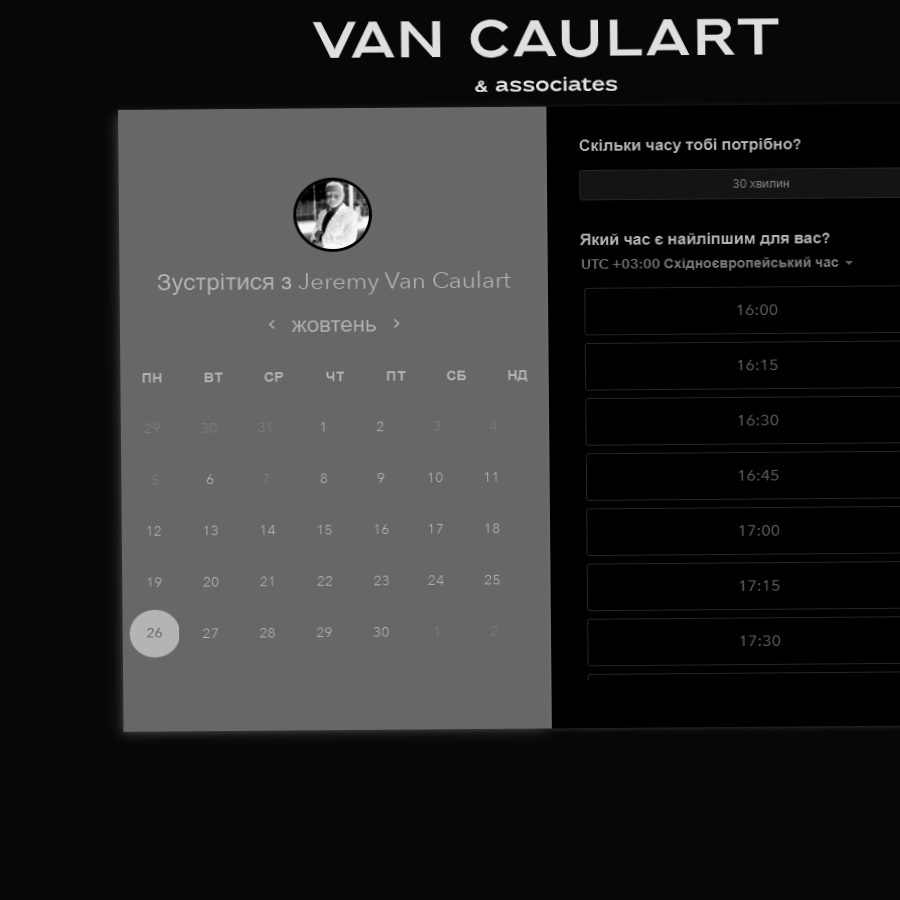 VAN CAULART
& associates
Зустрітися з Jeremy Van Caulart
жовтень
ПН ВТ СР ЧТ ПТ СБ НД
29 30 31 1 2 3 4
5 6 7 8 9 10 11
12 13 14 15 16 17 18
19 20 21 22 23 24 25
26 27 28 29 30 1 2
Скільки часу тобі потрібно?
30 хвилин
Який час є найліпшим для вас?
UTC +03:00 Східноєвропейський час
16:00
16:15
16:30
16:45
17:00
17:15
17:30